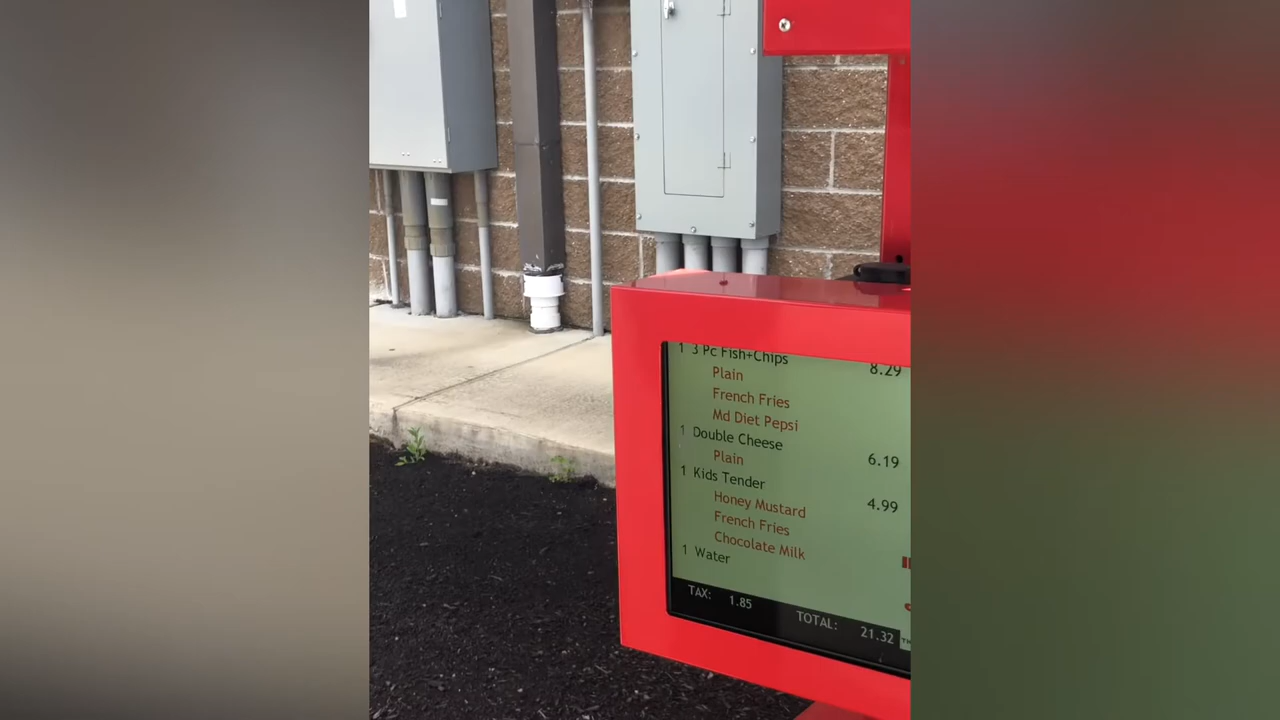 1 3 Pc Fish+Chips 8.29
Plain
French Fries
Md Diet Pepsi
1 Double Cheese 6.19
Plain
1 Kids Tender 4.99
Honey Mustard
French Fries
Chocolate Milk
1 Water
TAX: 1.85 TOTAL: 21.32